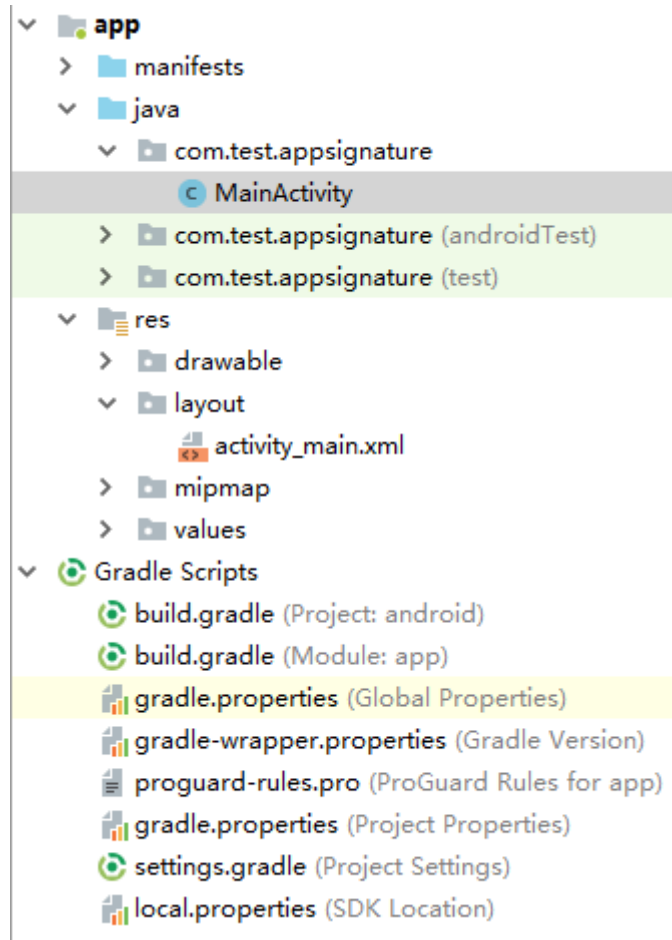 app
manifests
java
com.test.appsignature
C MainActivity
com.test.appsignature (androidTest)
com.test.appsignature (test)
res
drawable
layout
activity_main.xml
mipmap
values
Gradle Scripts
build.gradle (Project: android)
build.gradle (Module: app)
gradle.properties (Global Properties)
gradle-wrapper.properties (Gradle Version)
proguard-rules.pro (ProGuard Rules for app)
gradle.properties (Project Properties)
settings.gradle (Project Settings)
local.properties (SDK Location)